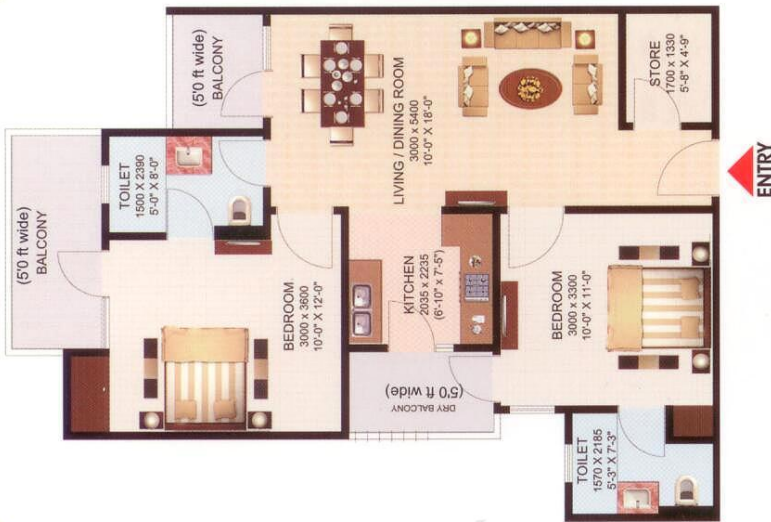 (5'0 ft wide)
BALCONY
LIVING / DINING ROOM
3000 x 5400
10'-0" X 18'-0"
STORE
1700 x 1330
5'-8" X 4'-9"
ENTRY
TOILET
1500 X 2390
5'-0" X 8'-0"
(5'0 ft wide)
BALCONY
BEDROOM
3000 x 3600
10'-0" X 12'-0"
KITCHEN
2035 x 2235
(6'-10" x 7'-5")
BEDROOM
3000 x 3300
10'-0" X 11'-0"
DRY BALCONY
(5'0 ft wide)
TOILET
1570 X 2185
5'-3" X 7'-3"